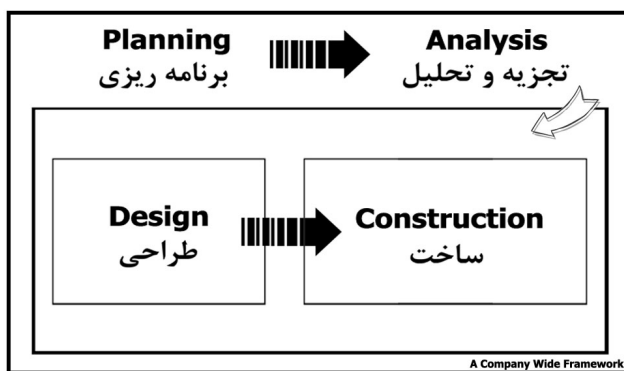 Planning
برنامه ریزی
Analysis
تجزیه و تحلیل
Design
طراحی
Construction
ساخت
A Company Wide Framework